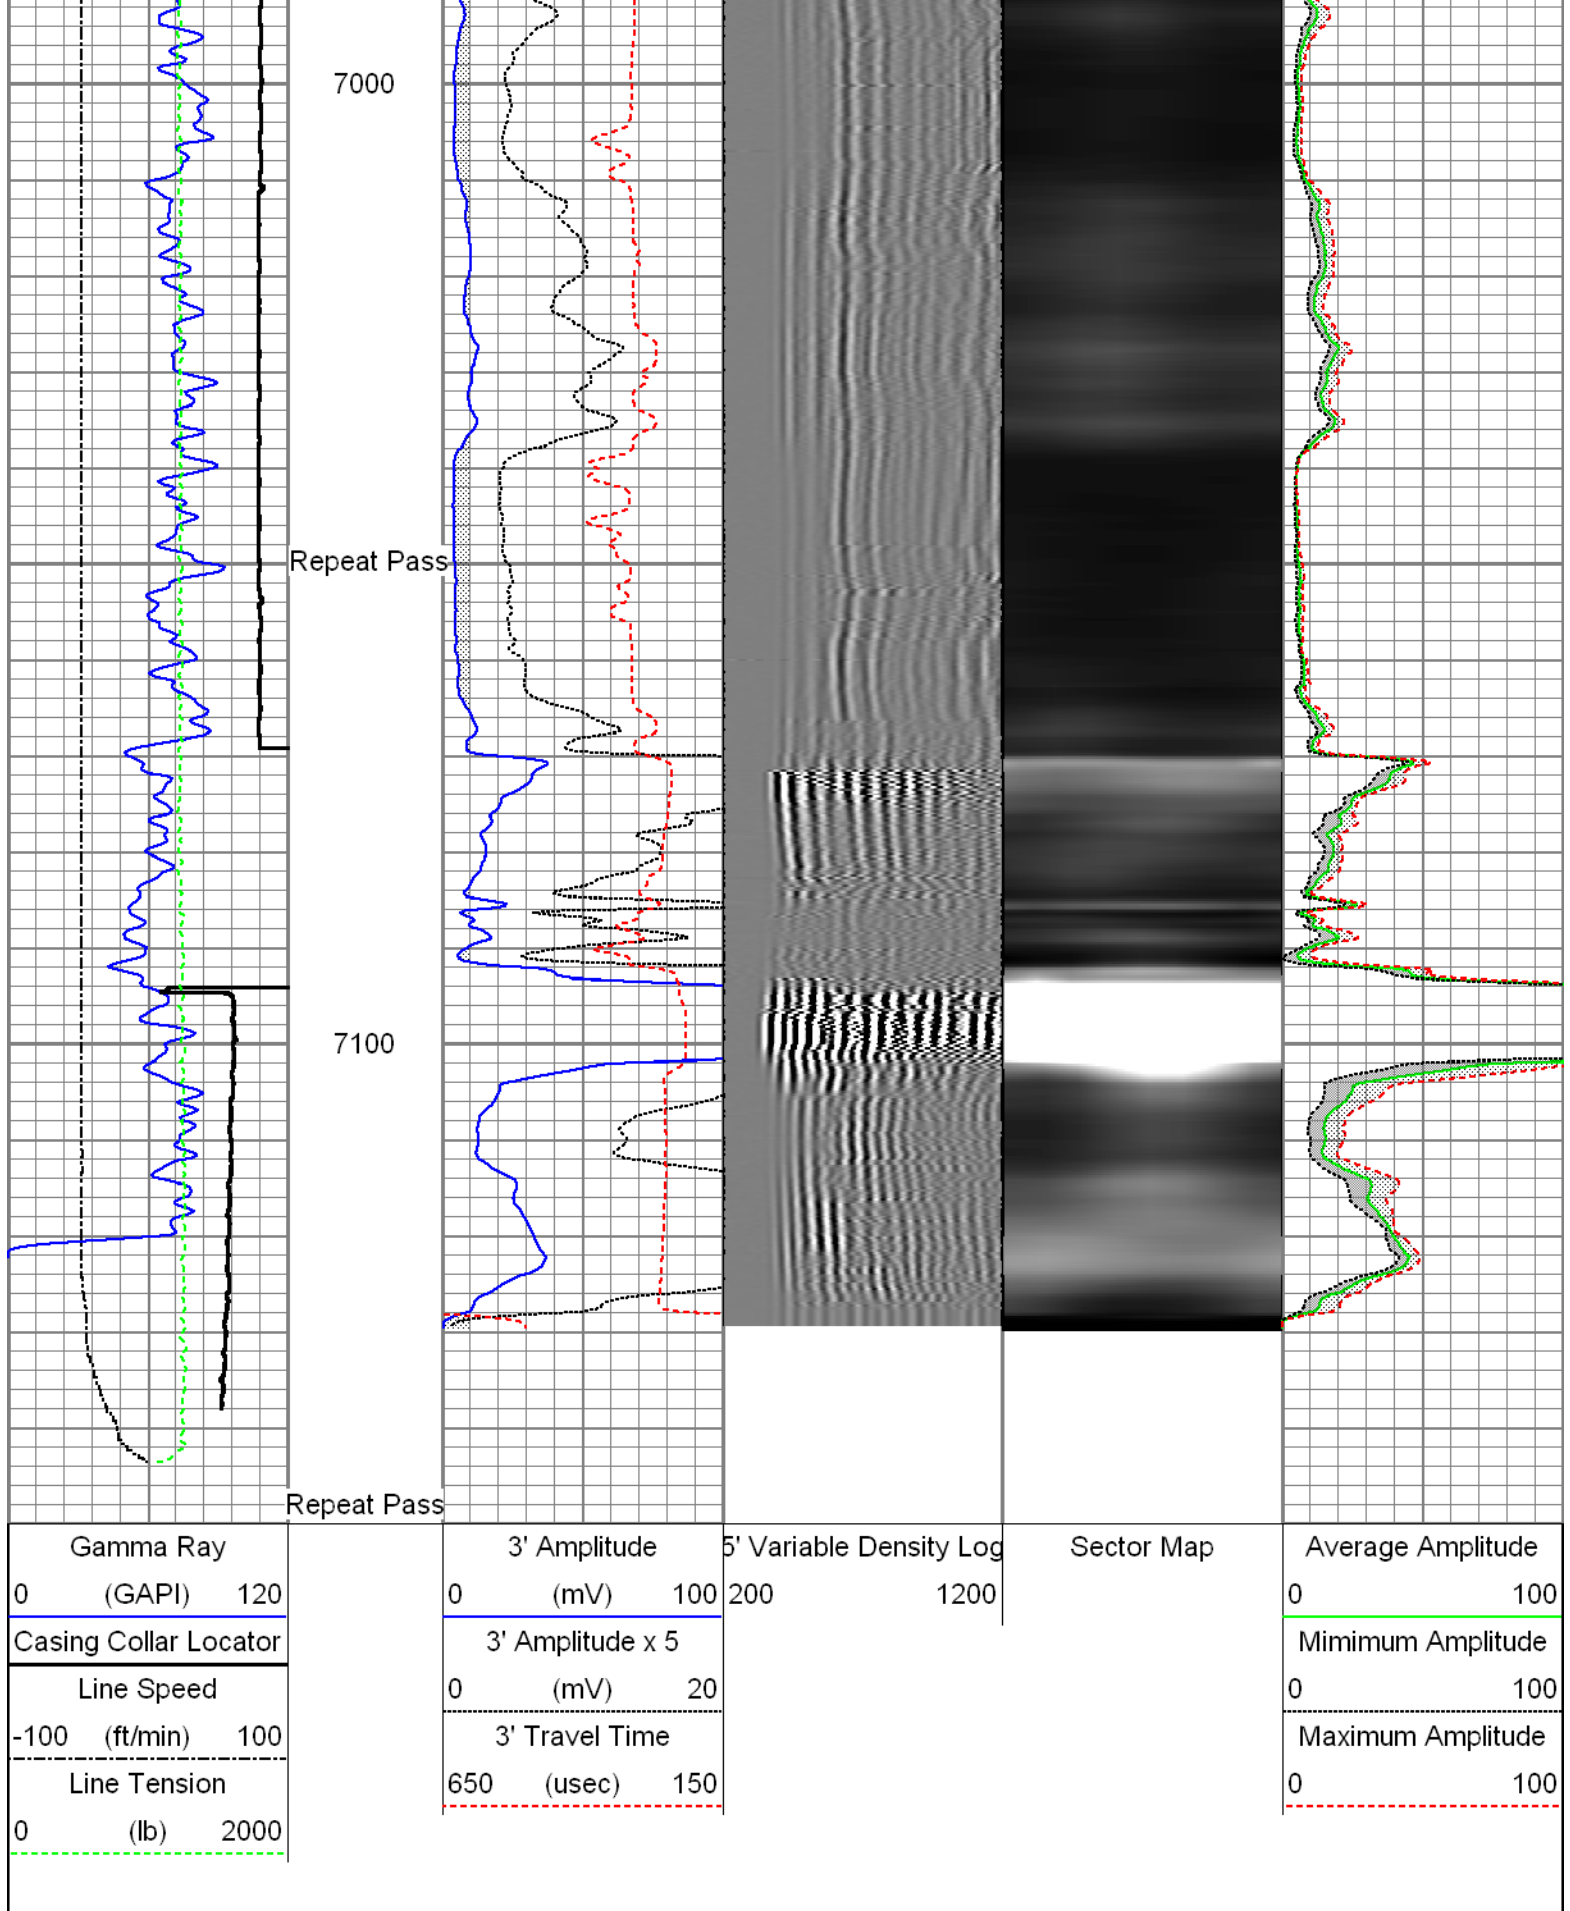 7000
Repeat Pass
7100
Repeat Pass
Gamma Ray
0 (GAPI) 120
Casing Collar Locator
Line Speed
-100 (ft/min) 100
Line Tension
0 (lb) 2000
3' Amplitude
0 (mV) 100
3' Amplitude x 5
0 (mV) 20
3' Travel Time
650 (usec) 150
5' Variable Density Log
200 1200
Sector Map
Average Amplitude
0 100
Mimimum Amplitude
0 100
Maximum Amplitude
0 100